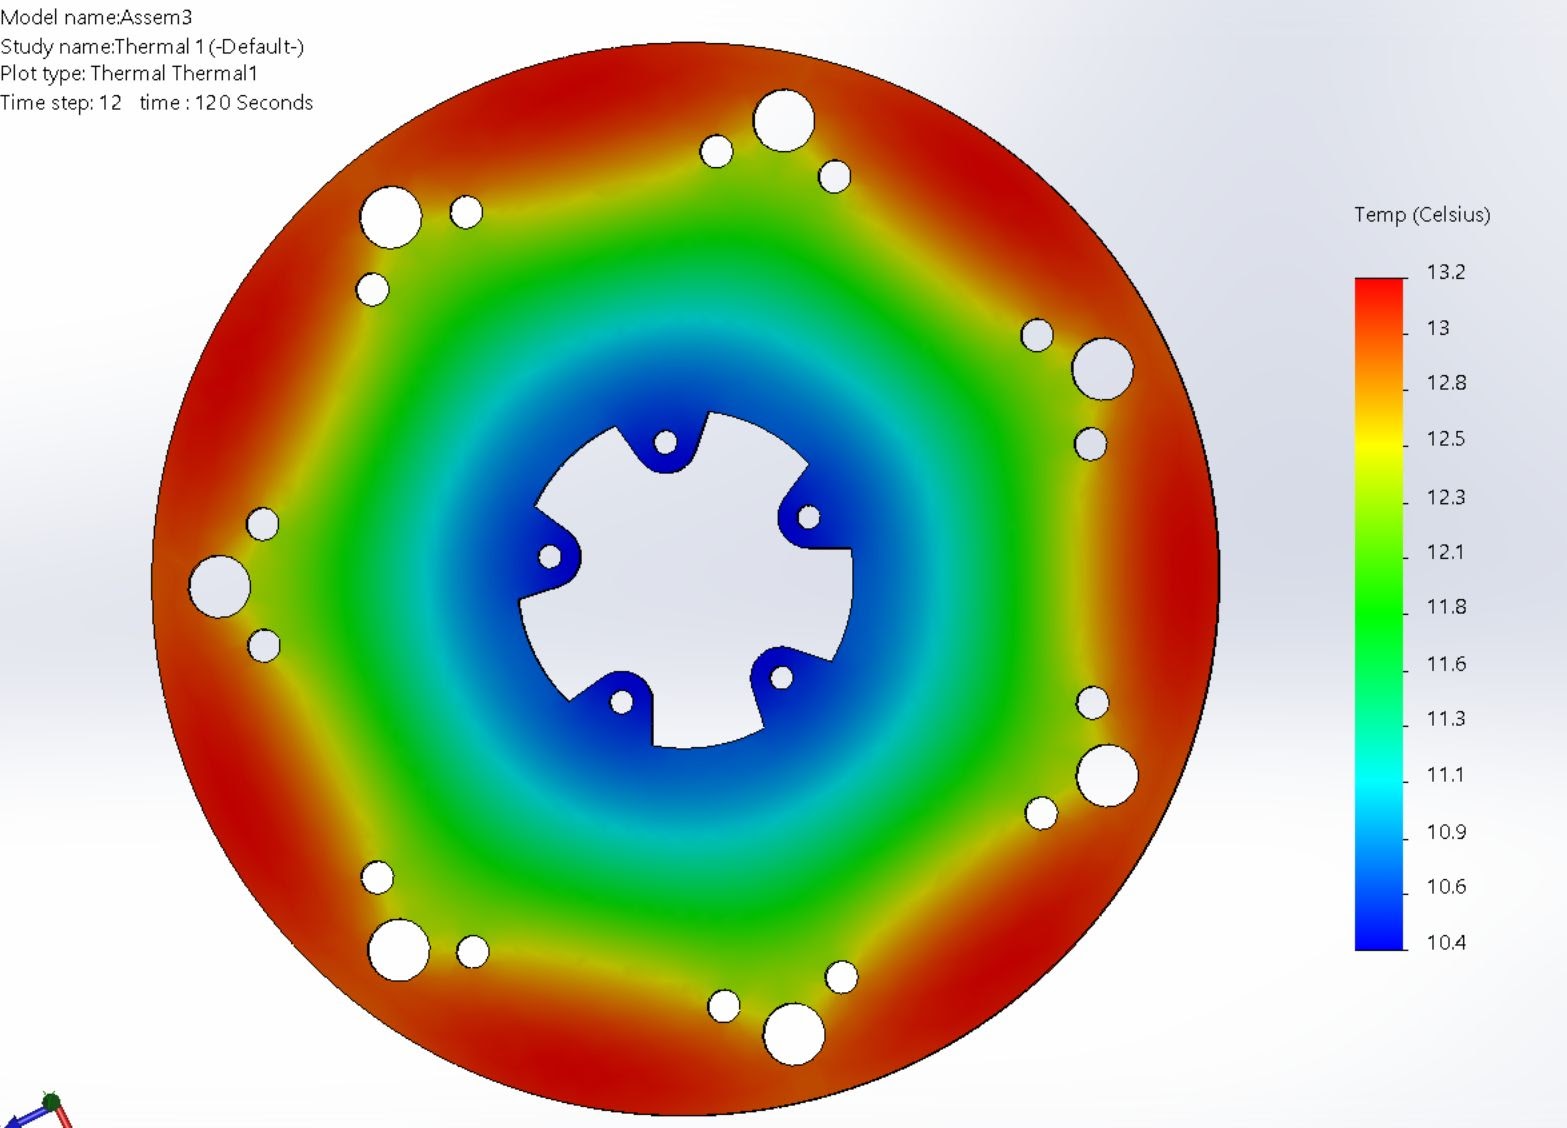 Model name:Assem3
Study name:Thermal 1(-Default-)
Plot type: Thermal Thermal1
Time step: 12 time : 120 Seconds
Temp (Celsius)
13.2
13
12.8
12.5
12.3
12.1
11.8
11.6
11.3
11.1
10.9
10.6
10.4